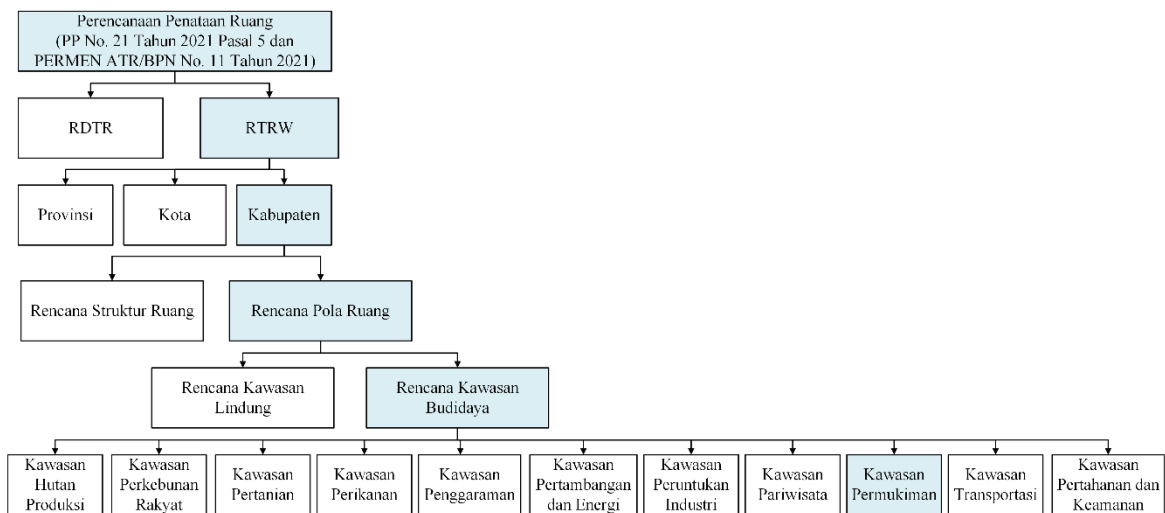 Perencanaan Penataan Ruang
(PP No. 21 Tahun 2021 Pasal 5 dan
PERMEN ATR/BPN No. 11 Tahun 2021)
RDTR
RTRW
Provinsi
Kota
Kabupaten
Rencana Struktur Ruang
Rencana Pola Ruang
Rencana Kawasan
Lindung
Rencana Kawasan
Budidaya
Kawasan
Hutan
Produksi
Kawasan
Perkebunan
Rakyat
Kawasan
Pertanian
Kawasan
Perikanan
Kawasan
Penggaraman
Kawasan
Pertambangan
dan Energi
Kawasan
Peruntukan
Industri
Kawasan
Pariwisata
Kawasan
Permukiman
Kawasan
Transportasi
Kawasan
Pertahanan dan
Keamanan